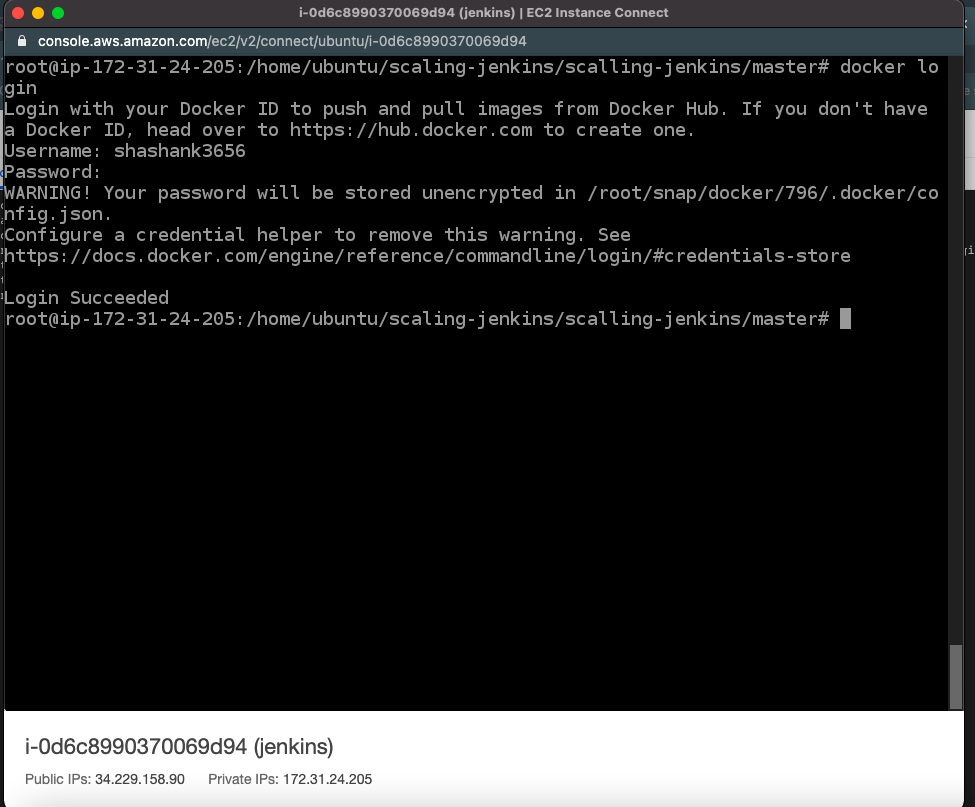 i-0d6c8990370069d94 (jenkins) | EC2 Instance Connect
console.aws.amazon.com/ec2/v2/connect/ubuntu/i-0d6c8990370069d94
root@ip-172-31-24-205:/home/ubuntu/scaling-jenkins/scalling-jenkins/master# docker lo
gin
Login with your Docker ID to push and pull images from Docker Hub. If you don't have
a Docker ID, head over to https://hub.docker.com to create one.
Username: shashank3656
Password:
WARNING! Your password will be stored unencrypted in /root/snap/docker/796/.docker/co
nfig.json.
Configure a credential helper to remove this warning. See
https://docs.docker.com/engine/reference/commandline/login/#credentials-store
Login Succeeded
root@ip-172-31-24-205:/home/ubuntu/scaling-jenkins/scalling-jenkins/master#
i-0d6c8990370069d94 (jenkins)
Public IPs: 34.229.158.90 Private IPs: 172.31.24.205